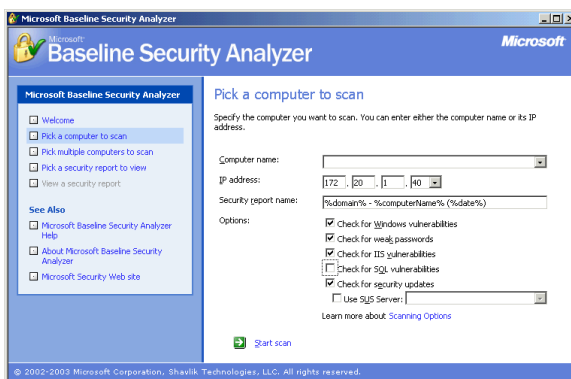 Microsoft Baseline Security Analyzer
Microsoft
Baseline Security Analyzer
Microsoft
Microsoft Baseline Security Analyzer
Welcome
Pick a computer to scan
Pick multiple computers to scan
Pick a security report to view
View a security report
See Also
Microsoft Baseline Security Analyzer
Help
About Microsoft Baseline Security
Analyzer
Microsoft Security Web site
Pick a computer to scan
Specify the computer you want to scan. You can enter either the computer name or its IP
address.
Computer name:
IP address: 172 . 20 . 1 . 40
Security report name: %domain% - %computerName% (%date%)
Options: Check for Windows vulnerabilities
Check for weak passwords
Check for IIS vulnerabilities
Check for SQL vulnerabilities
Check for security updates
Use SUS Server:
Learn more about Scanning Options
Start scan
© 2002-2003 Microsoft Corporation, Shavlik Technologies, LLC. All rights reserved.